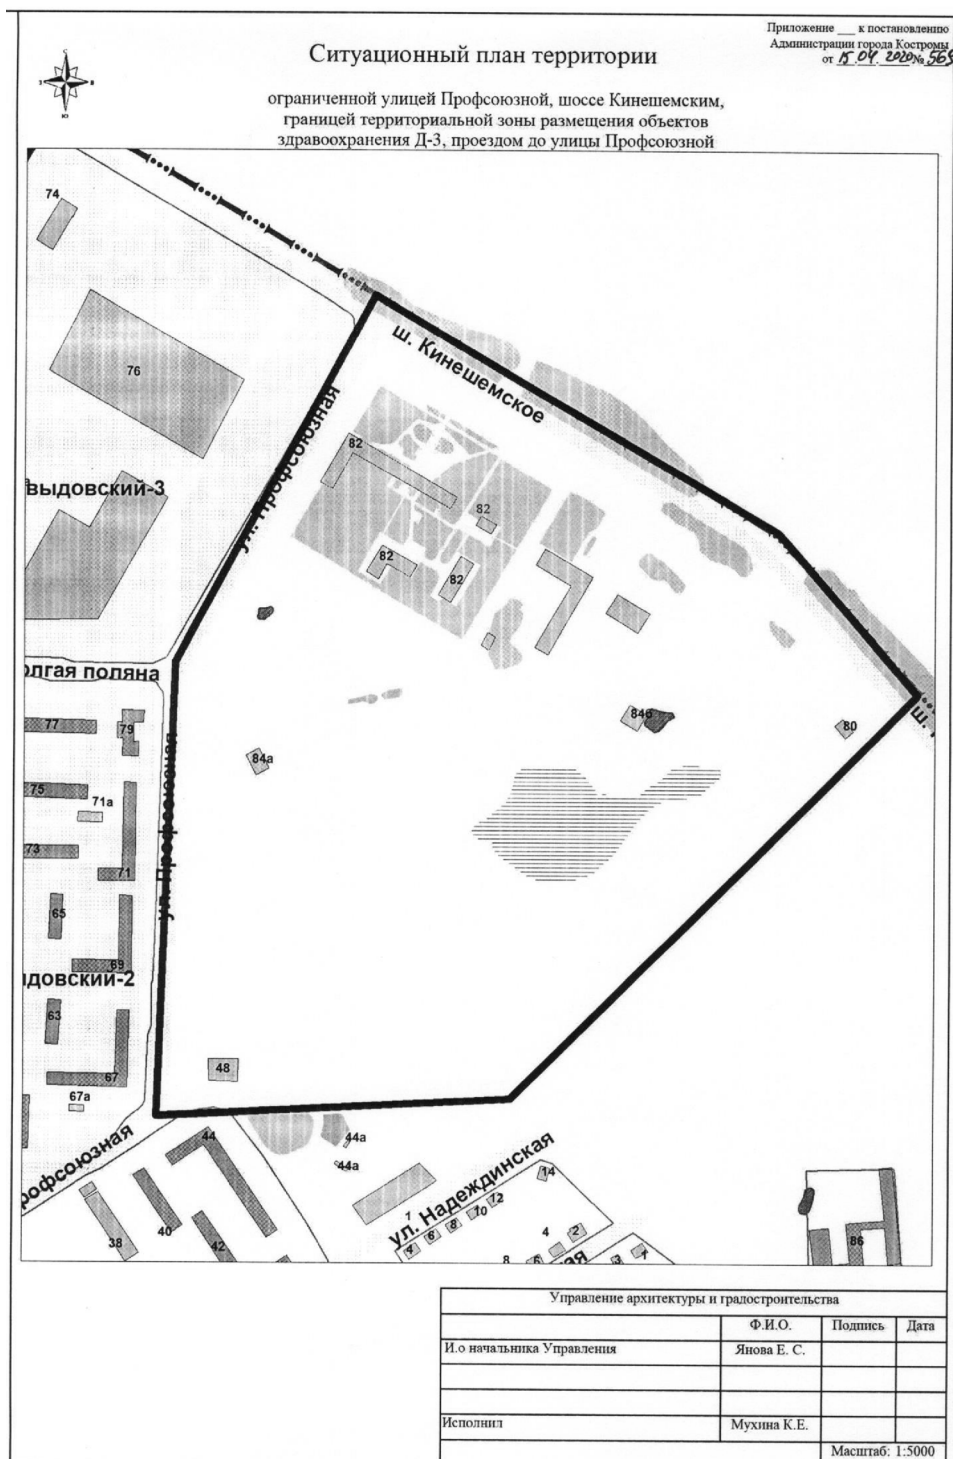 Приложение ___ к постановлению
Администрации города Костромы
от 15.04.2020 № 569
Ситуационный план территории
ограниченной улицей Профсоюзной, шоссе Кинешемским,
границей территориальной зоны размещения объектов
здравоохранения Д-3, проездом до улицы Профсоюзной
С
З
В
Ю
74
76
ш. Кинешемское
ул. Профсоюзная
82
82
82
82
выдовский-3
олгая поляна
77
79
84а
84б
80
ш.
75
71а
73
71
ул. Профсоюзная
65
69
ыдовский-2
63
67
67а
48
рофсоюзная
44
44а
44а
40
38
42
1
ул. Надеждинская
14
12
10
8
6
4
4
2
8
6
3
1
ая
86
Управление архитектуры и градостроительства
Ф.И.О. Подпись Дата
И.о начальника Управления Янова Е. С.
Исполнил Мухина К.Е.
Масштаб: 1:5000